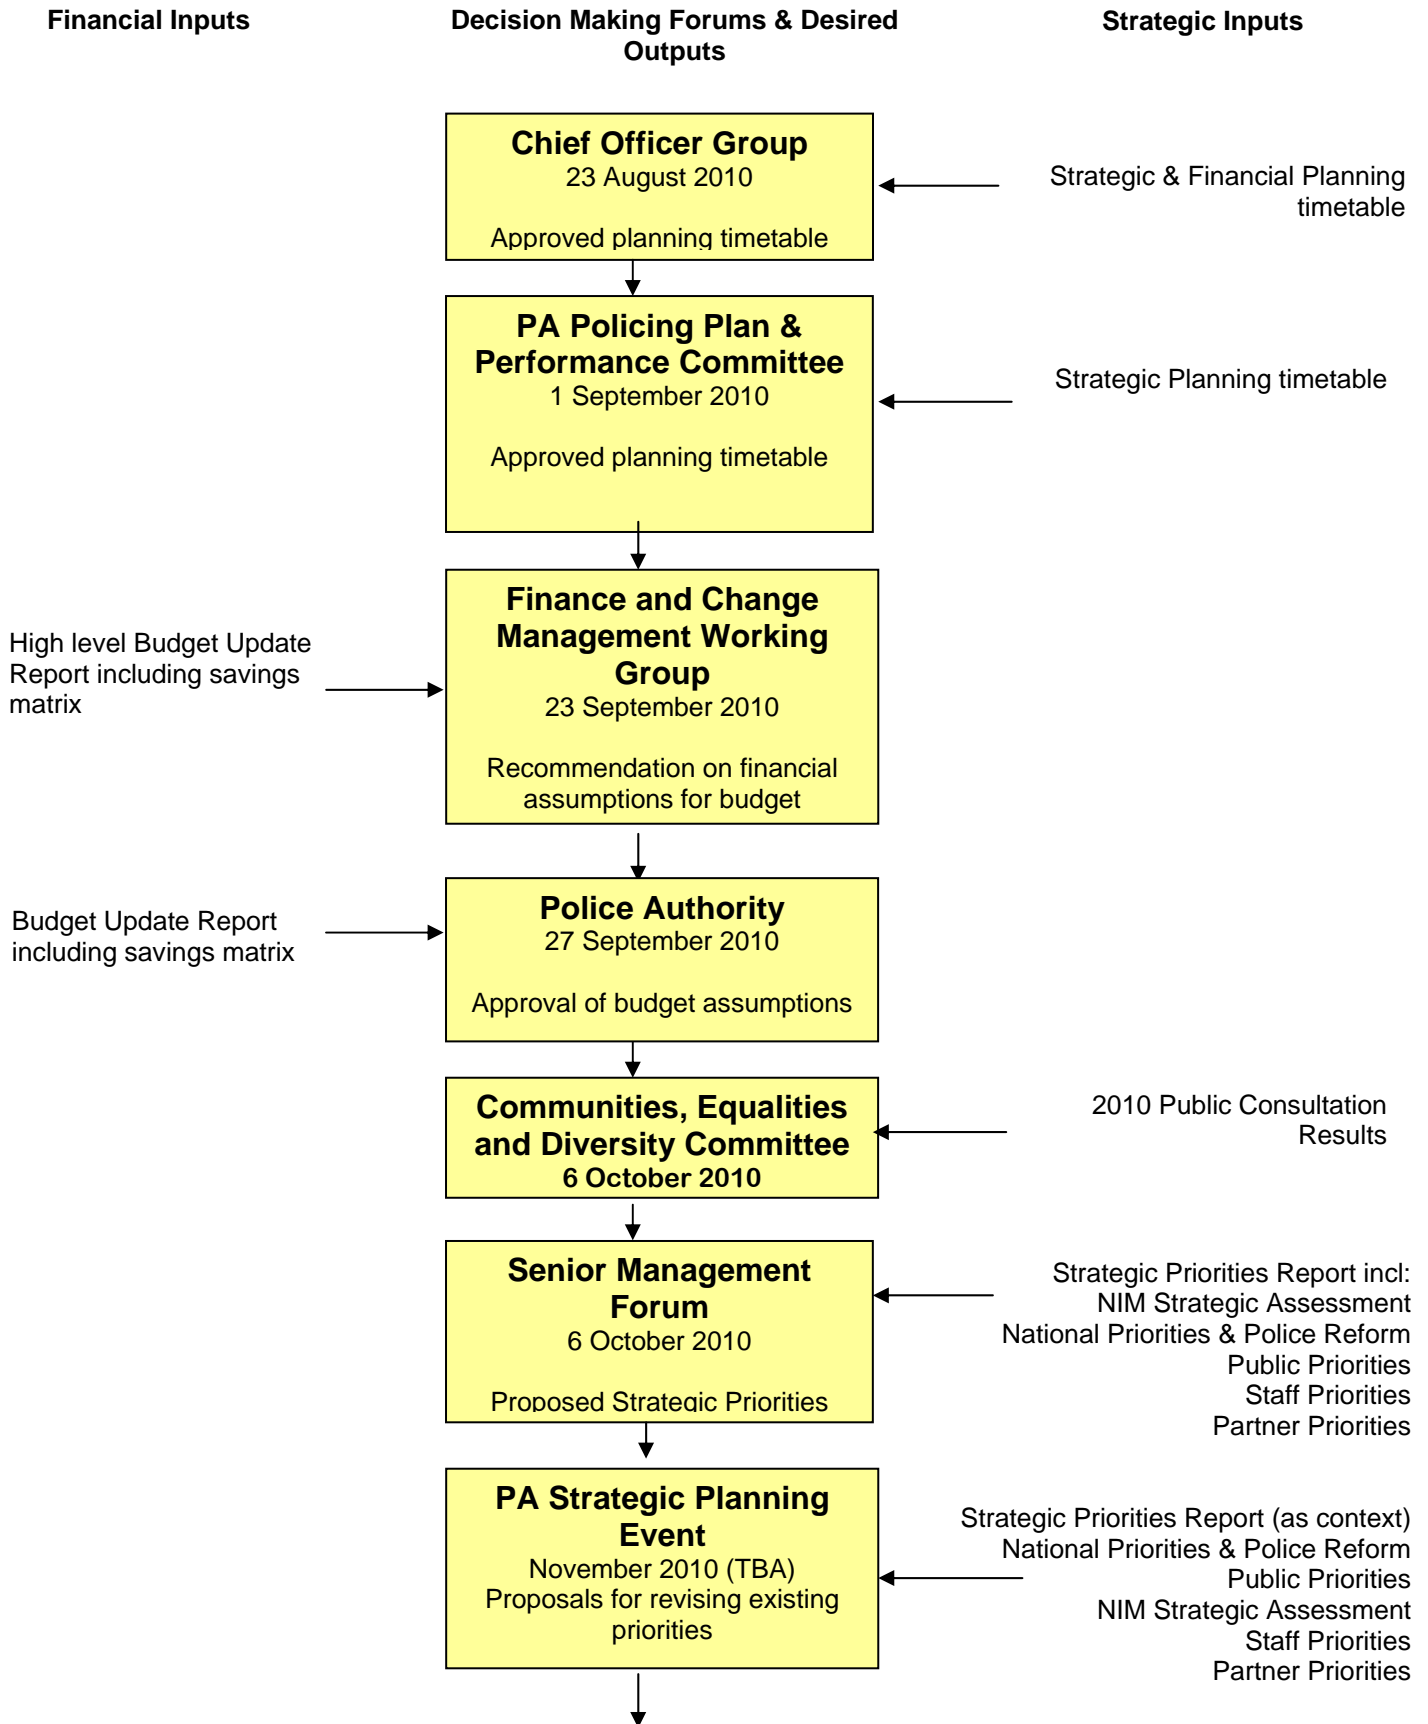 Financial Inputs
Decision Making Forums & Desired
Outputs
Strategic Inputs
Chief Officer Group
23 August 2010
Approved planning timetable
Strategic & Financial Planning
timetable
PA Policing Plan &
Performance Committee
1 September 2010
Approved planning timetable
Strategic Planning timetable
High level Budget Update
Report including savings
matrix
Finance and Change
Management Working
Group
23 September 2010
Recommendation on financial
assumptions for budget
Budget Update Report
including savings matrix
Police Authority
27 September 2010
Approval of budget assumptions
Communities, Equalities
and Diversity Committee
6 October 2010
2010 Public Consultation
Results
Senior Management
Forum
6 October 2010
Proposed Strategic Priorities
Strategic Priorities Report incl:
NIM Strategic Assessment
National Priorities & Police Reform
Public Priorities
Staff Priorities
Partner Priorities
PA Strategic Planning
Event
November 2010 (TBA)
Proposals for revising existing
priorities
Strategic Priorities Report (as context)
National Priorities & Police Reform
Public Priorities
NIM Strategic Assessment
Staff Priorities
Partner Priorities